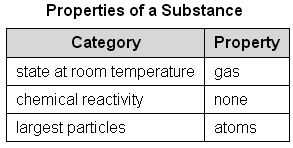 Properties of a Substance
Category Property
state at room temperature gas
chemical reactivity none
largest particles atoms